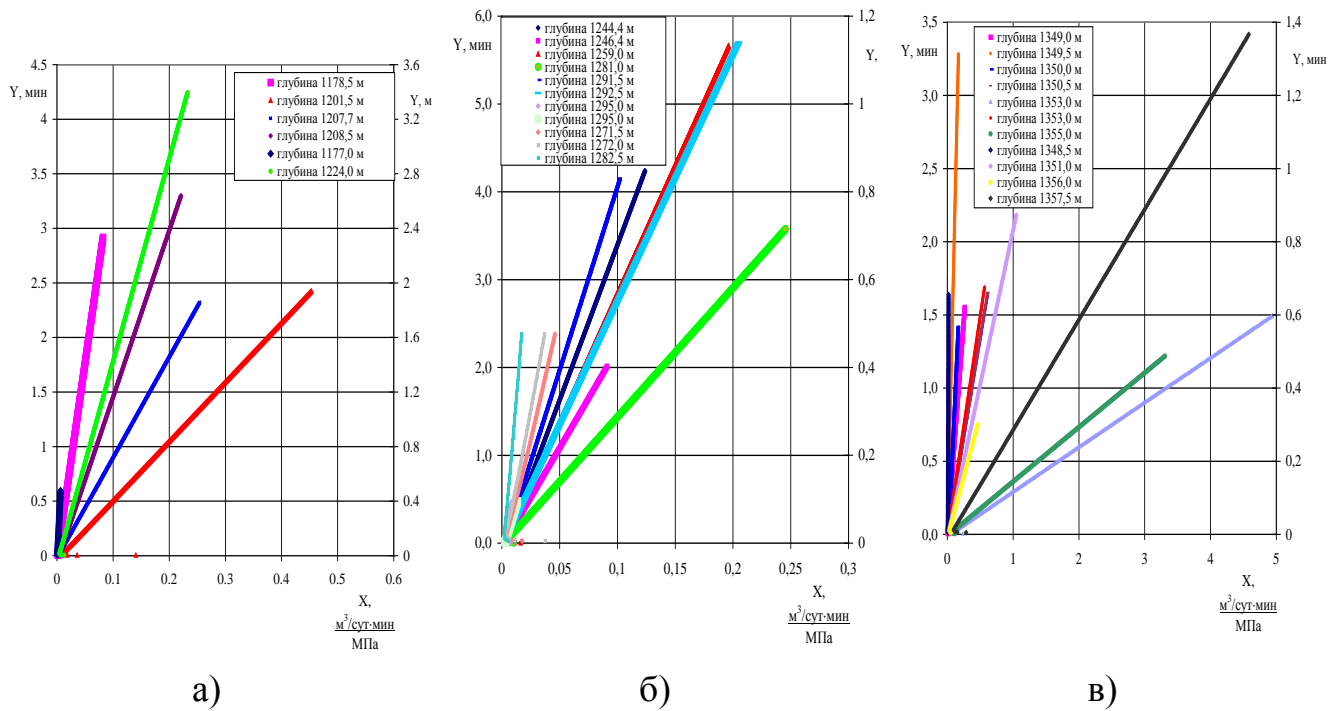 Y, мин
4.5
4
3.5
3
2.5
2
1.5
1
0.5
0
3.6
Y, м
3.2
2.8
2.4
2
1.6
1.2
0.8
0.4
0
глубина 1178,5 м
глубина 1201,5 м
глубина 1207,7 м
глубина 1208,5 м
глубина 1177,0 м
глубина 1224,0 м
0 0.1 0.2 0.3 0.4 0.5 0.6
X,
м³/сут·мин
МПа
а)
6,0
Y, мин
5,0
4,0
3,0
2,0
1,0
0,0
1,2
Y,
1
0,8
0,6
0,4
0,2
0
глубина 1244,4 м
глубина 1246,4 м
глубина 1259,0 м
глубина 1281,0 м
глубина 1291,5 м
глубина 1292,5 м
глубина 1295,0 м
глубина 1295,0 м
глубина 1271,5 м
глубина 1272,0 м
глубина 1282,5 м
0 0,05 0,1 0,15 0,2 0,25 0,3
X,
м³/сут·мин
МПа
б)
3,5
Y, мин
3,0
2,5
2,0
1,5
1,0
0,5
0,0
1,4
Y, мин
1,2
1
0,8
0,6
0,4
0,2
0
глубина 1349,0 м
глубина 1349,5 м
глубина 1350,0 м
глубина 1350,5 м
глубина 1353,0 м
глубина 1353,0 м
глубина 1355,0 м
глубина 1348,5 м
глубина 1351,0 м
глубина 1356,0 м
глубина 1357,5 м
0 1 2 3 4 5
X,
м³/сут·мин
МПа
в)